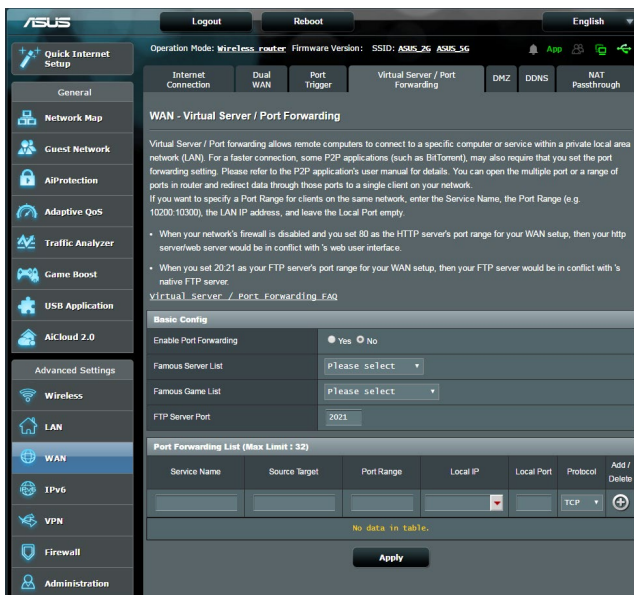 ASUS
Logout
Reboot
English
Quick Internet
Setup
Operation Mode: Wireless router Firmware Version: SSID: ASUS_2G ASUS_5G
App
General
Network Map
Guest Network
AiProtection
Adaptive QoS
Traffic Analyzer
Game Boost
USB Application
AiCloud 2.0
Advanced Settings
Wireless
LAN
WAN
IPv6
VPN
Firewall
Administration
Internet
Connection
Dual
WAN
Port
Trigger
Virtual Server / Port
Forwarding
DMZ
DDNS
NAT
Passthrough
WAN - Virtual Server / Port Forwarding
Virtual Server / Port forwarding allows remote computers to connect to a specific computer or service within a private local area
network (LAN). For a faster connection, some P2P applications (such as BitTorrent), may also require that you set the port
forwarding setting. Please refer to the P2P application's user manual for details. You can open the multiple port or a range of
ports in router and redirect data through those ports to a single client on your network.
If you want to specify a Port Range for clients on the same network, enter the Service Name, the Port Range (e.g.
10200:10300), the LAN IP address, and leave the Local Port empty.
• When your network's firewall is disabled and you set 80 as the HTTP server's port range for your WAN setup, then your http
server/web server would be in conflict with 's web user interface.
• When you set 20:21 as your FTP server's port range for your WAN setup, then your FTP server would be in conflict with 's
native FTP server.
Virtual Server / Port Forwarding FAQ
Basic Config
Enable Port Forwarding
Yes No
Famous Server List
Please select
Famous Game List
Please select
FTP Server Port
2021
Port Forwarding List (Max Limit : 32)
Service Name
Source Target
Port Range
Local IP
Local Port
Protocol
Add /
Delete
TCP
No data in table.
Apply